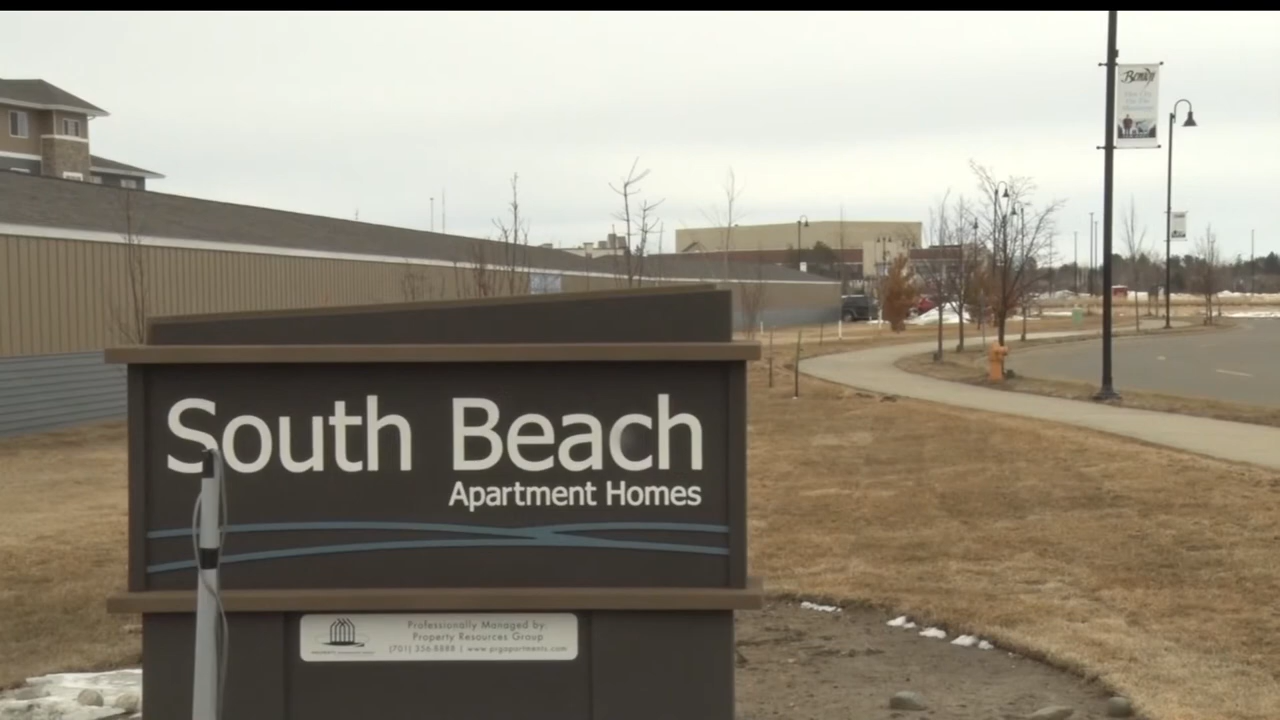 Bemidji
South Beach
Apartment Homes
Professionally Managed by:
Property Resources Group
(701) 356-8888 | www.prgapartments.com